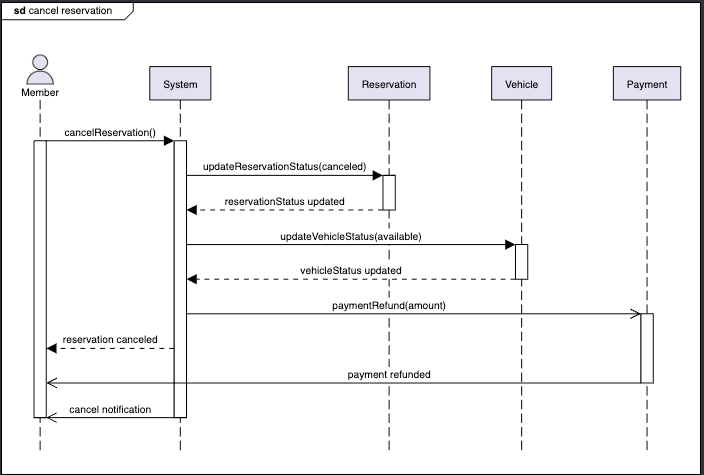 sd cancel reservation
Member
System
Reservation
Vehicle
Payment
cancelReservation()
updateReservationStatus(canceled)
reservationStatus updated
updateVehicleStatus(available)
vehicleStatus updated
paymentRefund(amount)
reservation canceled
payment refunded
cancel notification